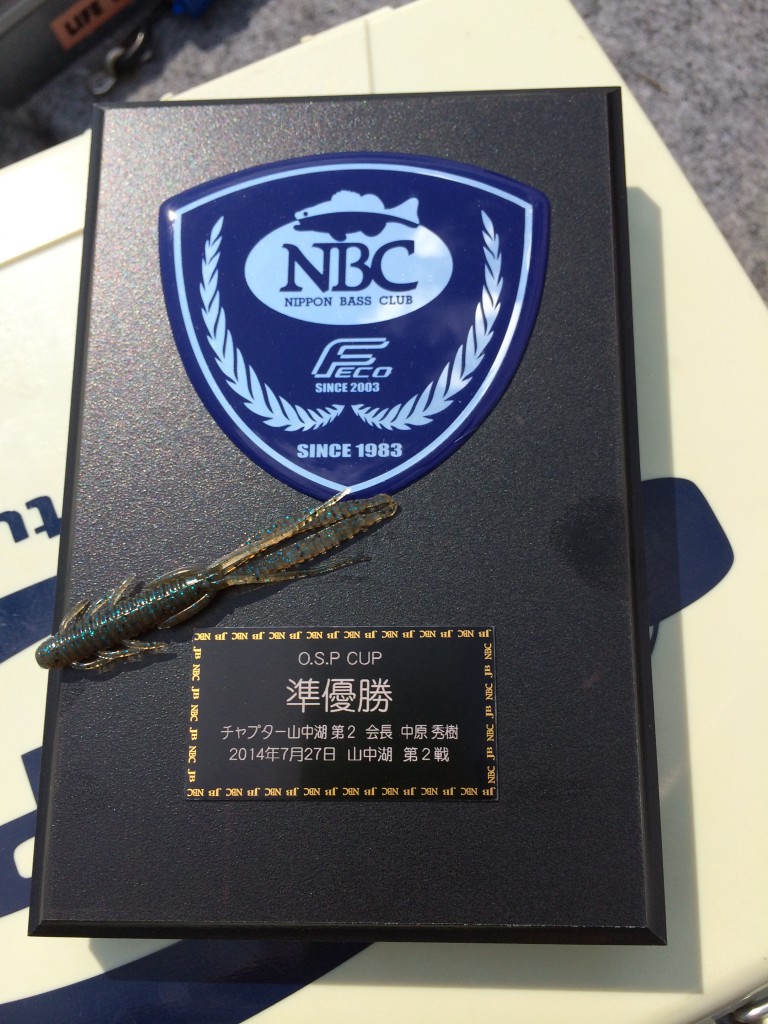 LIFE
NBC
NIPPON BASS CLUB
FECO
SINCE 2003
SINCE 1983
O.S.P CUP
準優勝
チャプター山中湖 第2 会長 中原 秀樹
2014年7月27日 山中湖 第2戦